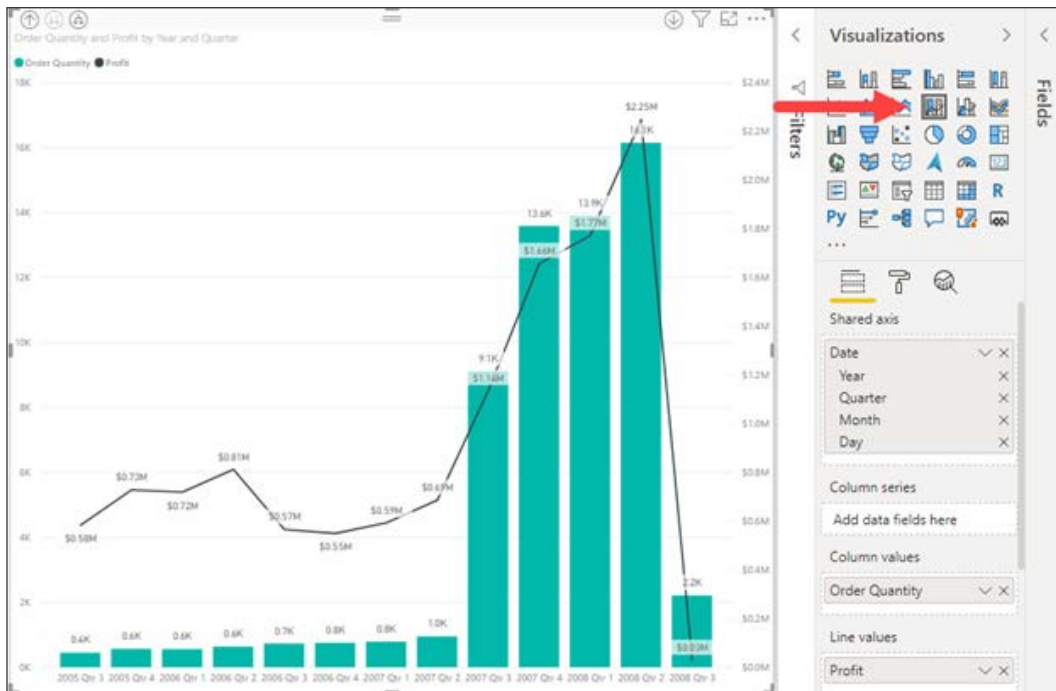 Order Quantity and Profit by Year and Quarter
Order Quantity Profit
18K
16K
14K
12K
10K
8K
6K
4K
2K
0K
$2.4M
$2.2M
$2.0M
$1.8M
$1.6M
$1.4M
$1.2M
$1.0M
$0.8M
$0.6M
$0.4M
$0.2M
$0.0M
$0.58M
$0.73M
$0.72M
$0.81M
$0.57M
$0.55M
$0.59M
$0.69M
$1.16M
$1.66M
$1.77M
$2.25M
$0.03M
0.4K
0.6K
0.6K
0.6K
0.7K
0.8K
0.8K
1.0K
9.1K
13.6K
13.9K
2.2K
2005 Qtr 3 2005 Qtr 4 2006 Qtr 1 2006 Qtr 2 2006 Qtr 3 2006 Qtr 4 2007 Qtr 1 2007 Qtr 2 2007 Qtr 3 2007 Qtr 4 2008 Qtr 1 2008 Qtr 2 2008 Qtr 3
Filters
Visualizations
123
R
Py
Shared axis
Date
Year
Quarter
Month
Day
Column series
Add data fields here
Column values
Order Quantity
Line values
Profit
Fields